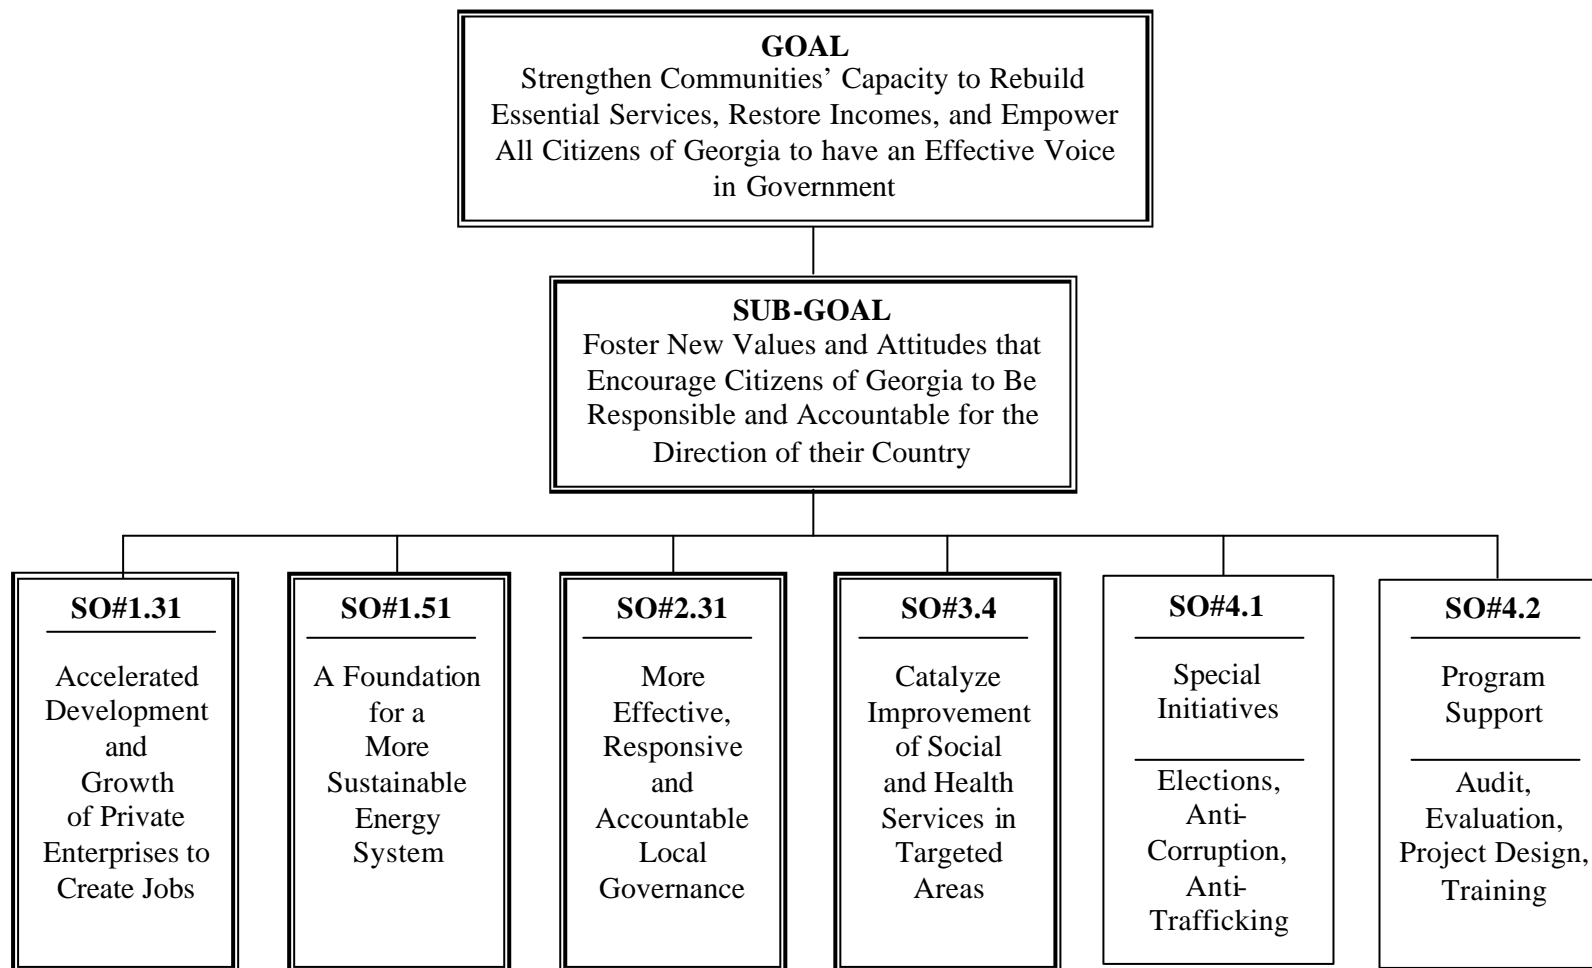 GOAL
Strengthen Communities’ Capacity to Rebuild
Essential Services, Restore Incomes, and Empower
All Citizens of Georgia to have an Effective Voice
in Government
SUB-GOAL
Foster New Values and Attitudes that
Encourage Citizens of Georgia to Be
Responsible and Accountable for the
Direction of their Country
SO#1.31
Accelerated
Development
and
Growth
of Private
Enterprises to
Create Jobs
SO#1.51
A Foundation
for a
More
Sustainable
Energy
System
SO#2.31
More
Effective,
Responsive
and
Accountable
Local
Governance
SO#3.4
Catalyze
Improvement
of Social
and Health
Services in
Targeted
Areas
SO#4.1
Special
Initiatives
Elections,
Anti-
Corruption,
Anti-
Trafficking
SO#4.2
Program
Support
Audit,
Evaluation,
Project Design,
Training